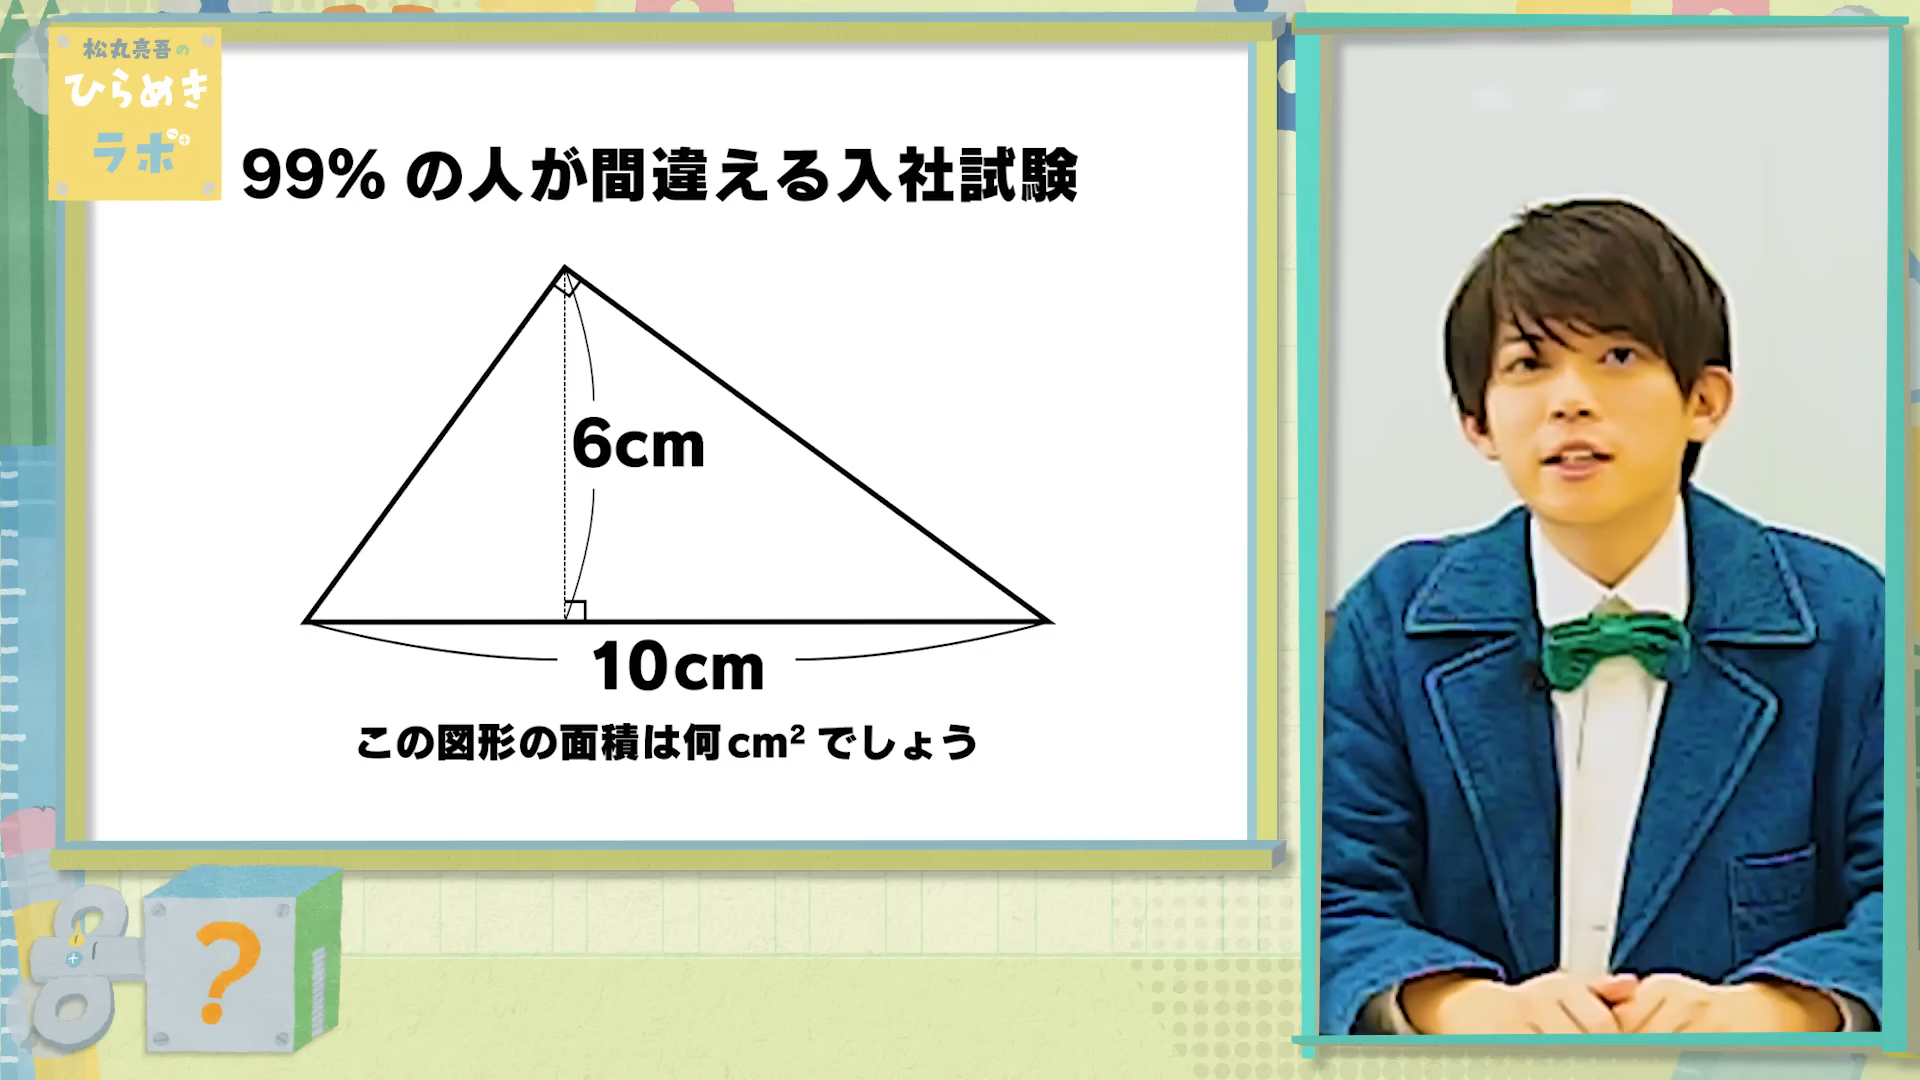 松丸亮吾の
ひらめき
ラボ
99% の人が間違える入社試験
6cm
10cm
この図形の面積は何cm² でしょう
?